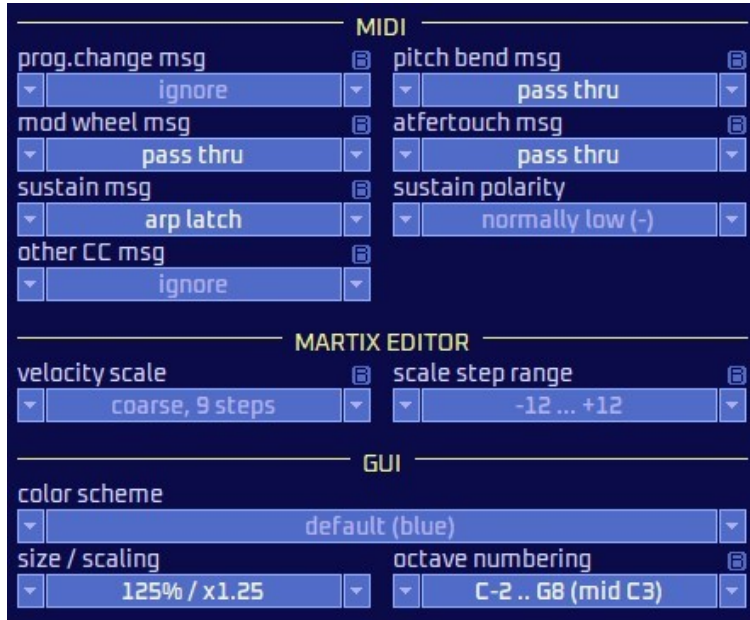 MIDI
prog.change msg pitch bend msg
ignore pass thru
mod wheel msg atfertouch msg
pass thru pass thru
sustain msg sustain polarity
arp latch normally low (-)
other CC msg
ignore
MARTIX EDITOR
velocity scale scale step range
coarse, 9 steps -12 ... +12
GUI
color scheme
default (blue)
size / scaling octave numbering
125% / x1.25 C-2 .. G8 (mid C3)